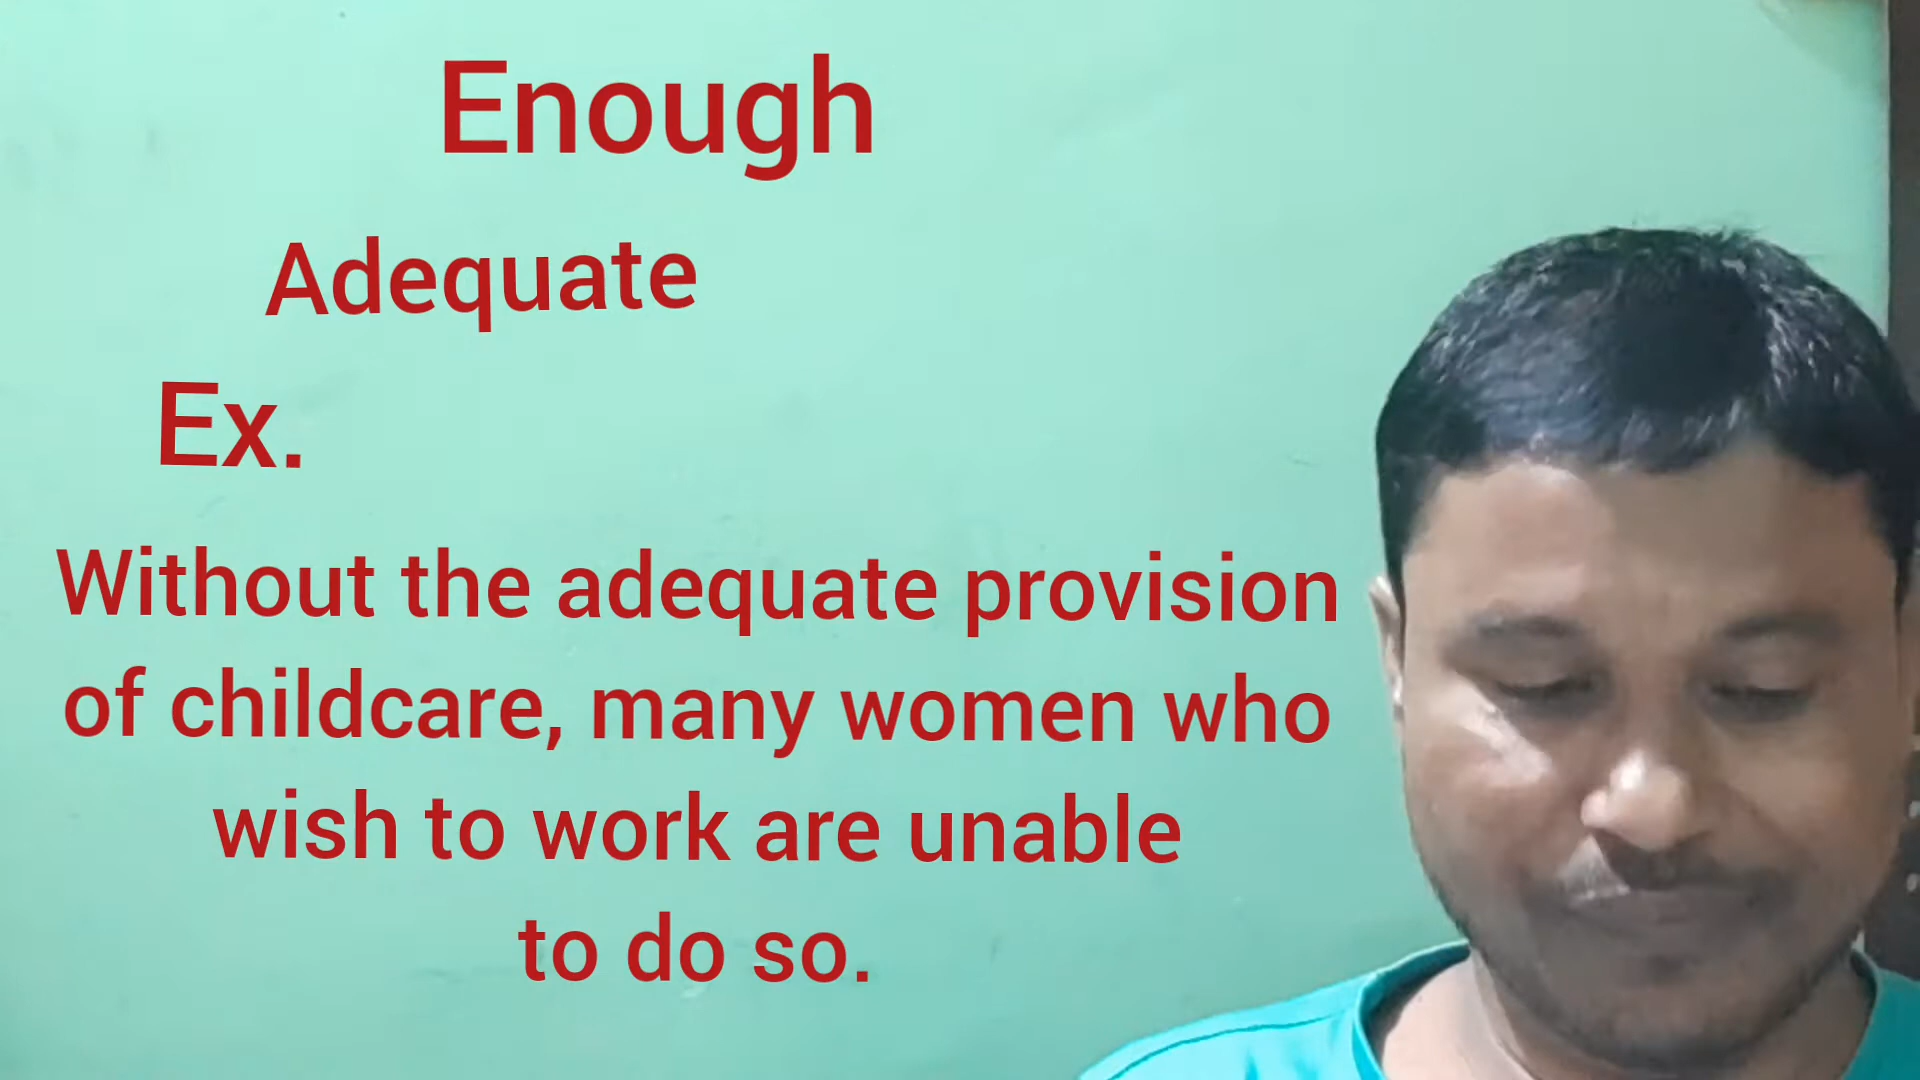 Enough
Adequate
Ex.
Without the adequate provision
of childcare, many women who
wish to work are unable
to do so.